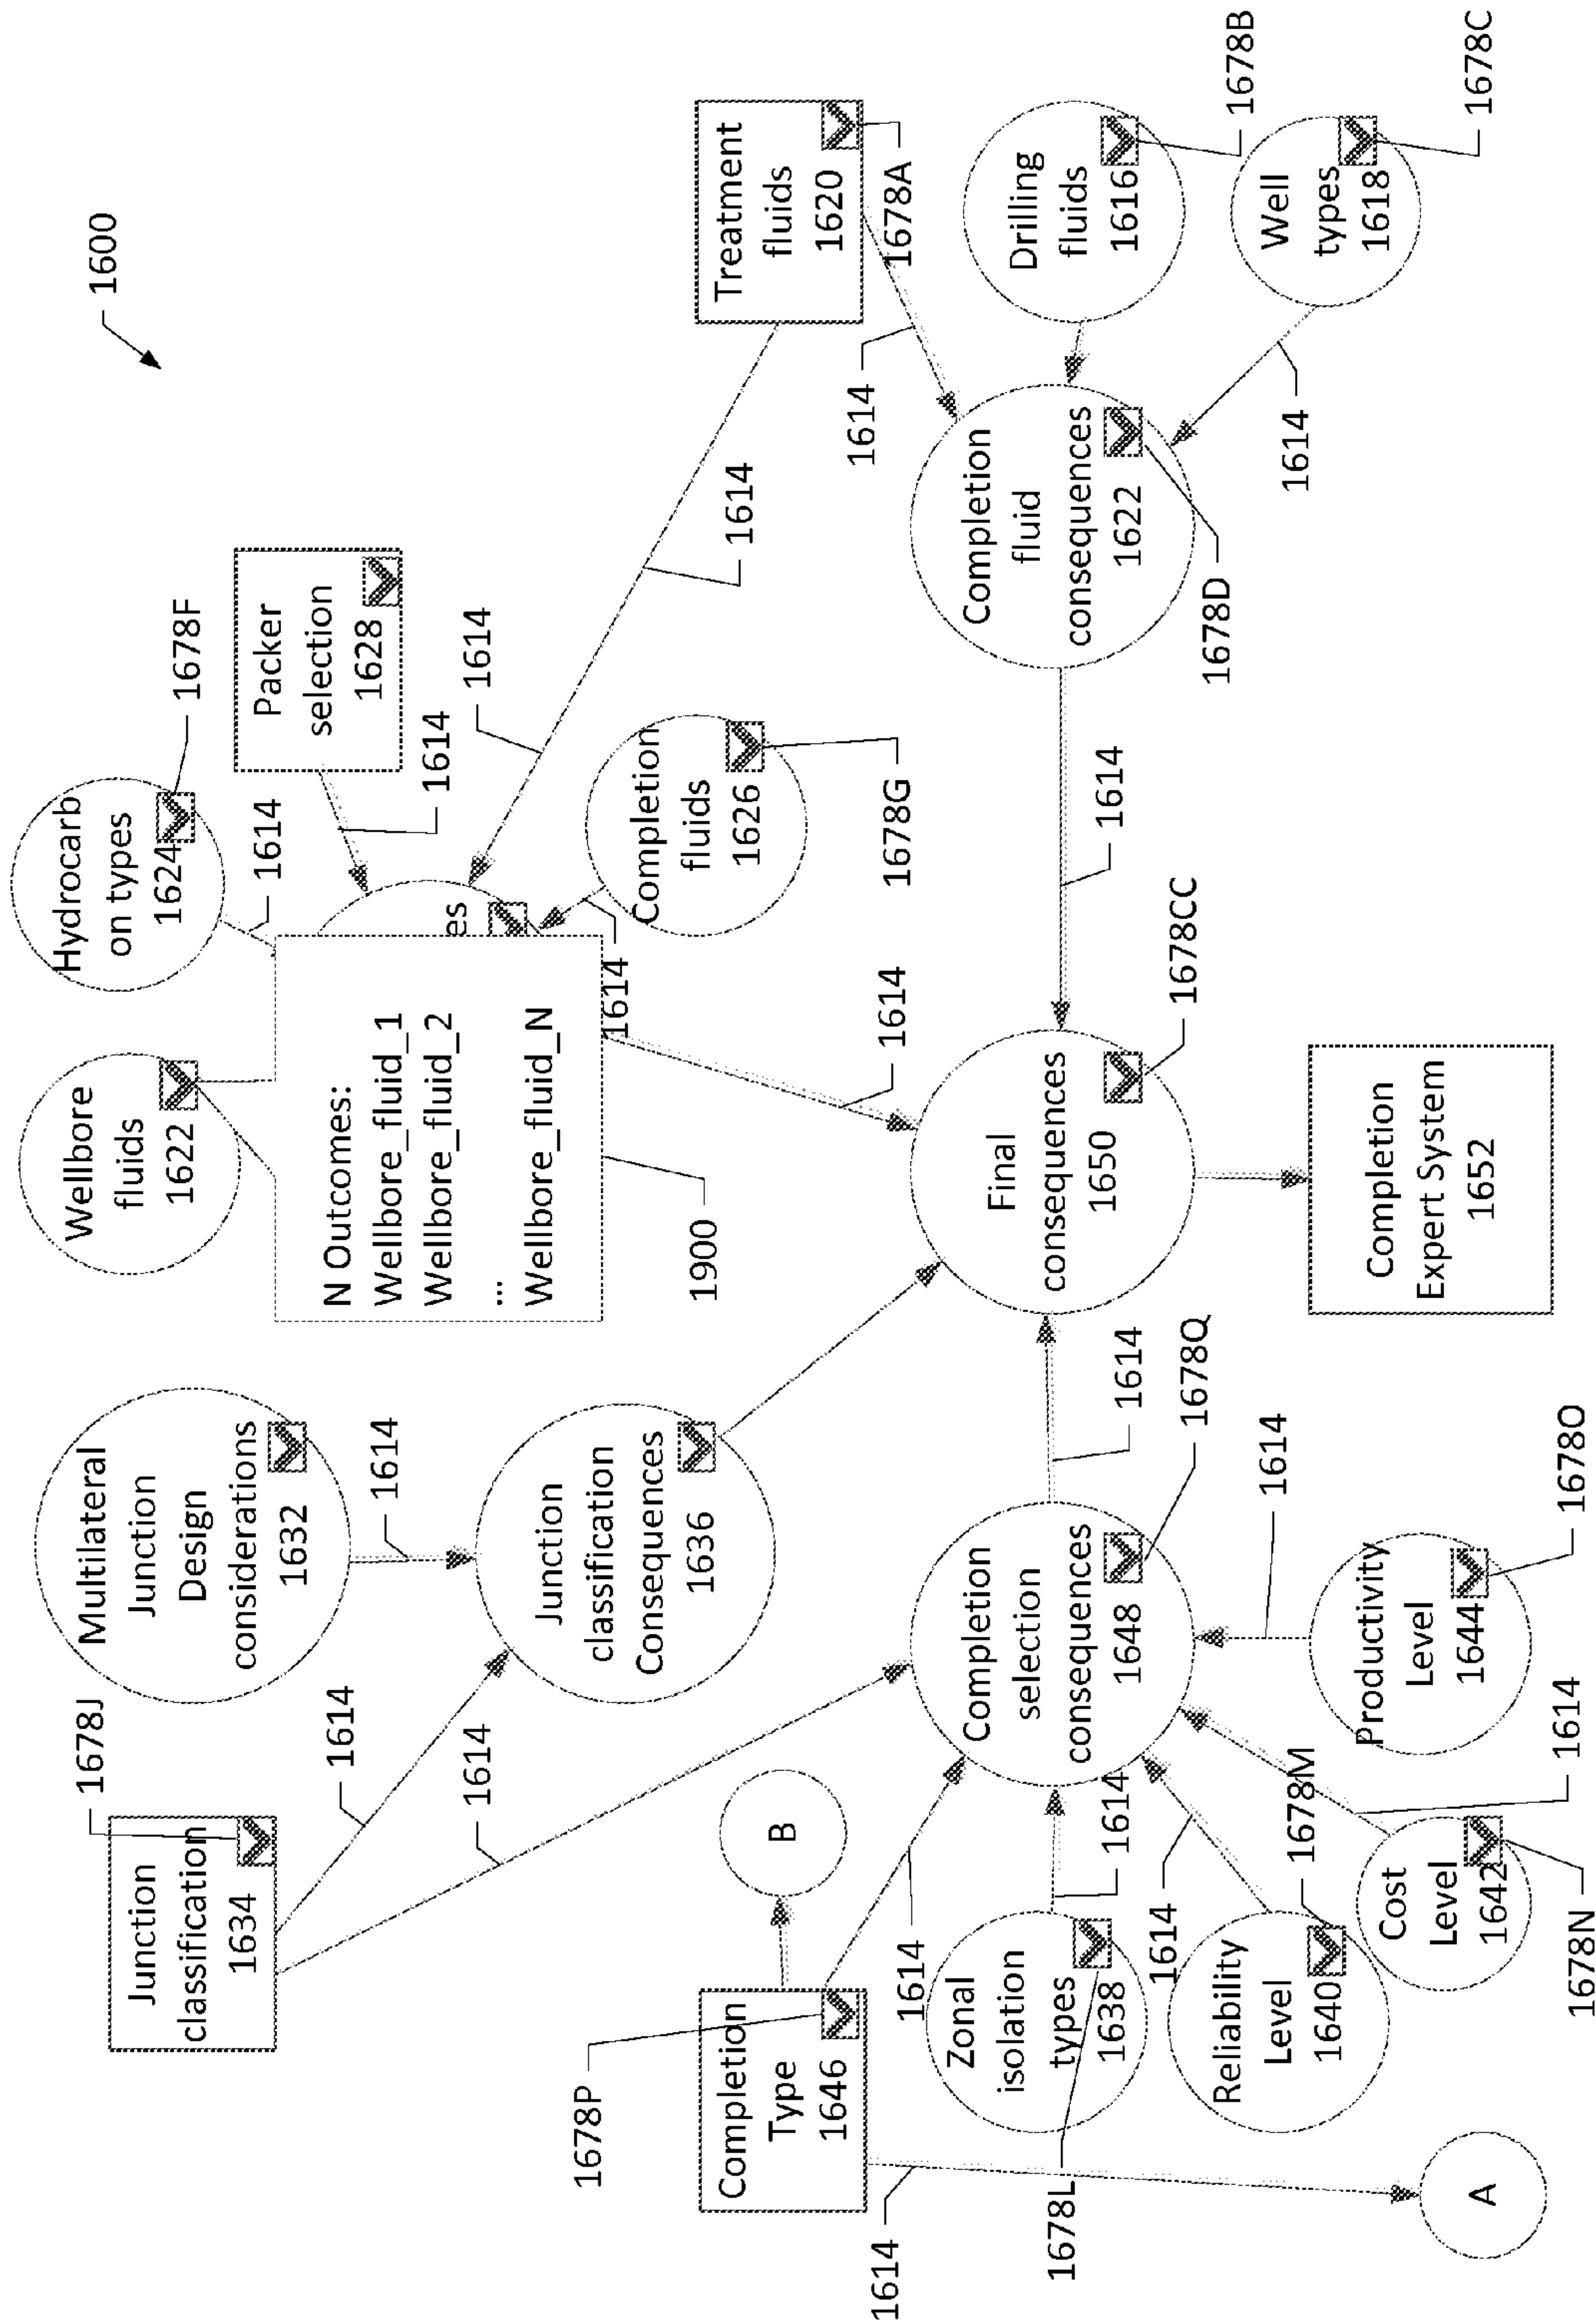 1600
Junction
classification
1634
1678J
Multilateral
Junction
Design
considerations
1632
Wellbore
fluids
1622
Hydrocarb
on types
1624
1678F
1614
Packer
selection
1628
1614
1614
1614
1614
1614
N Outcomes:
Wellbore_fluid_1
Wellbore_fluid_2
...
Wellbore_fluid_N
1900
es
1614
Completion
fluids
1626
1678G
1614
Treatment
fluids
1620
1678A
Junction
classification
Consequences
1636
1614
1614
1678P
Completion
Type
1646
B
1614
1614
Drilling
fluids
1616
1678B
Well
types
1618
1678C
1614
Completion
fluid
consequences
1622
1678D
1614
Final
consequences
1650
1678CC
1614
Completion
selection
consequences
1648
1678Q
Zonal
isolation
types
1638
1678L
1614
Reliability
Level
1640
1678M
1614
Cost
Level
1642
1678N
1614
Productivity
Level
1644
1678O
1614
Completion
Expert System
1652
1614
A